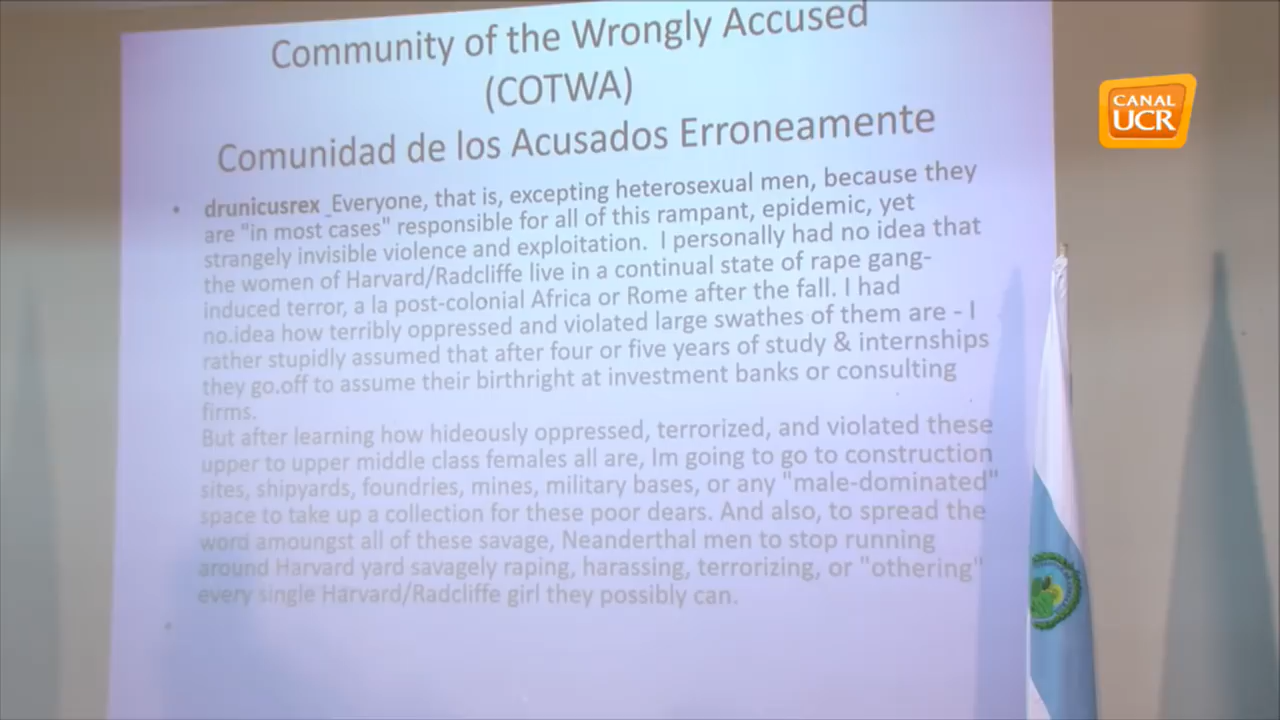 Community of the Wrongly Accused
(COTWA)
Comunidad de los Acusados Erroneamente
• drunicusrex_Everyone, that is, excepting heterosexual men, because they
are "in most cases" responsible for all of this rampant, epidemic, yet
strangely invisible violence and exploitation. I personally had no idea that
the women of Harvard/Radcliffe live in a continual state of rape gang-
induced terror, a la post-colonial Africa or Rome after the fall. I had
no.idea how terribly oppressed and violated large swathes of them are - I
rather stupidly assumed that after four or five years of study & internships
they go.off to assume their birthright at investment banks or consulting
firms.
But after learning how hideously oppressed, terrorized, and violated these
upper to upper middle class females all are, Im going to go to construction
sites, shipyards, foundries, mines, military bases, or any "male-dominated"
space to take up a collection for these poor dears. And also, to spread the
word amoungst all of these savage, Neanderthal men to stop running
around Harvard yard savagely raping, harassing, terrorizing, or "othering"
every single Harvard/Radcliffe girl they possibly can.
CANAL
UCR